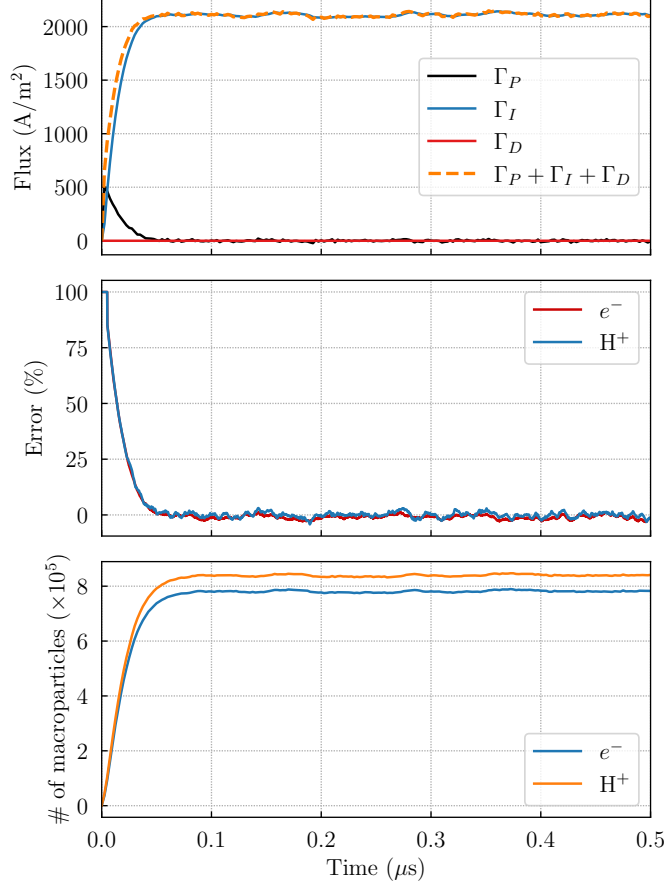 2000
1500
1000
500
0
Flux (A/m²)
Γ_P
Γ_I
Γ_D
Γ_P + Γ_I + Γ_D
100
75
50
25
0
Error (%)
e⁻
H⁺
8
6
4
2
0
# of macroparticles (×10⁵)
e⁻
H⁺
0.0 0.1 0.2 0.3 0.4 0.5
Time (μs)